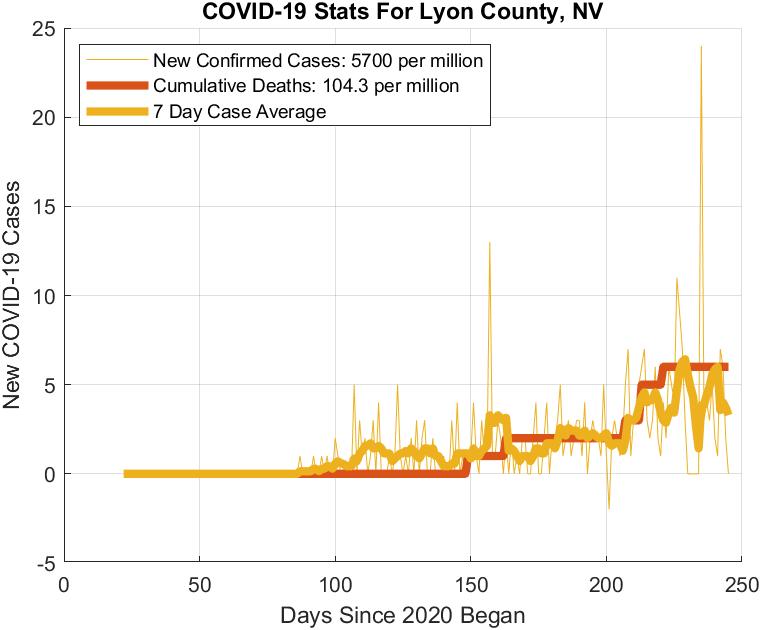 COVID-19 Stats For Lyon County, NV
New Confirmed Cases: 5700 per million
Cumulative Deaths: 104.3 per million
7 Day Case Average
New COVID-19 Cases
25
20
15
10
5
0
-5
0 50 100 150 200 250
Days Since 2020 Began